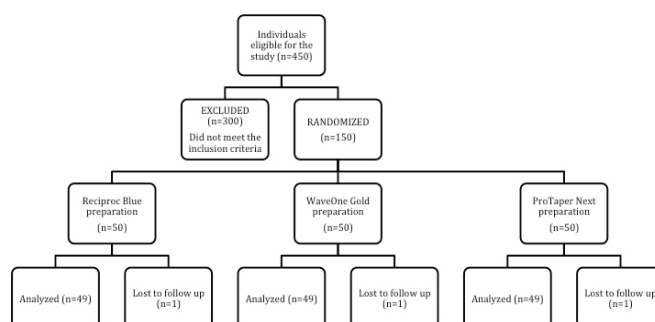 Individuals
eligible for the
study (n=450)
EXCLUDED
(n=300)
Did not meet the
inclusion criteria
RANDOMIZED
(n=150)
Reciproc Blue
preparation
(n=50)
WaveOne Gold
preparation
(n=50)
ProTaper Next
preparation
(n=50)
Analyzed (n=49)
Lost to follow up
(n=1)
Analyzed (n=49)
Lost to follow up
(n=1)
Analyzed (n=49)
Lost to follow up
(n=1)